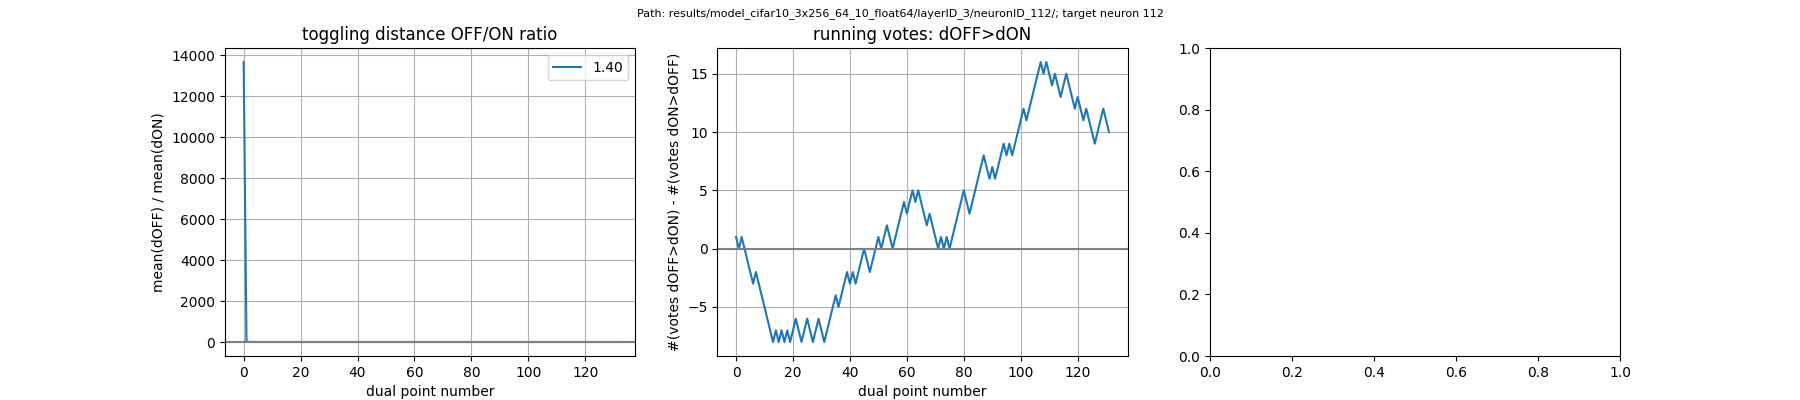 Path: results/model_cifar10_3x256_64_10_float64/layerID_3/neuronID_112/; target neuron 112
toggling distance OFF/ON ratio
mean(dOFF) / mean(dON)
14000
12000
10000
8000
6000
4000
2000
0
1.40
0 20 40 60 80 100 120
dual point number
running votes: dOFF>dON
#(votes dOFF>dON) - #(votes dON>dOFF)
15
10
5
0
−5
0 20 40 60 80 100 120
dual point number
1.0
0.8
0.6
0.4
0.2
0.0
0.0 0.2 0.4 0.6 0.8 1.0